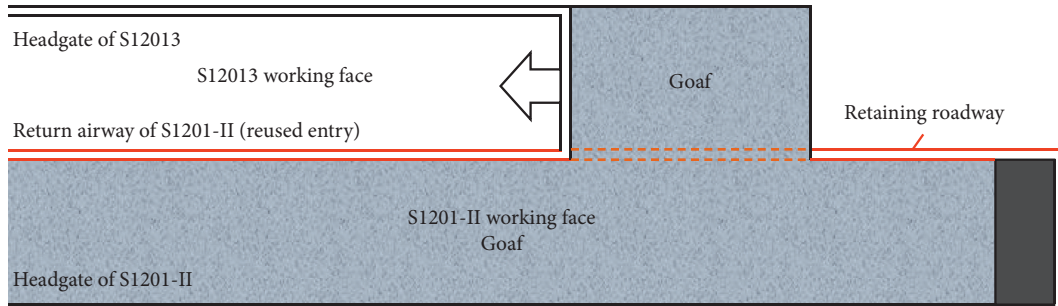 Headgate of S12013
S12013 working face
Goaf
Retaining roadway
Return airway of S1201-II (reused entry)
S1201-II working face
Goaf
Headgate of S1201-II